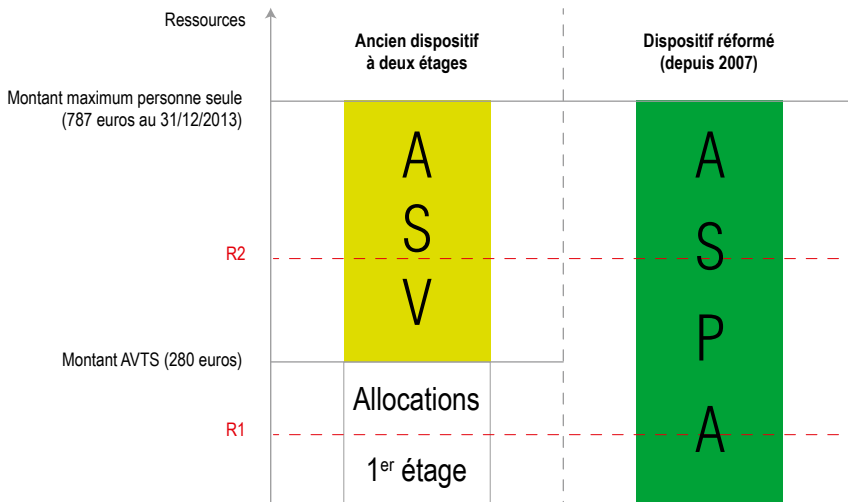 Ressources
Ancien dispositif
à deux étages
Dispositif réformé
(depuis 2007)
Montant maximum personne seule
(787 euros au 31/12/2013)
A
S
V
A
S
P
A
R2
Montant AVTS (280 euros)
Allocations
1er étage
R1